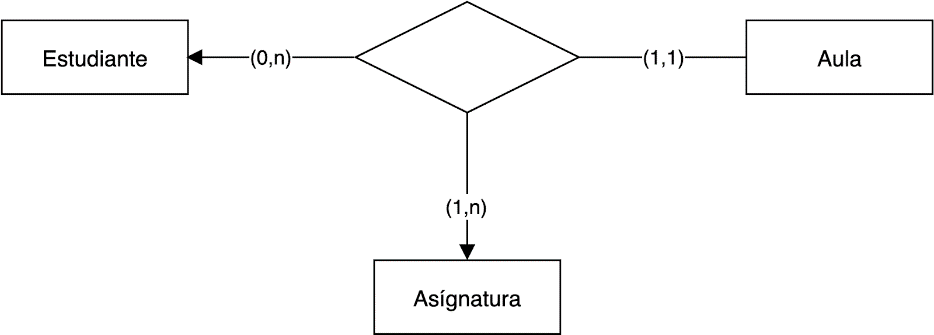 Estudiante
(0,n)
(1,1)
Aula
(1,n)
Asígnatura